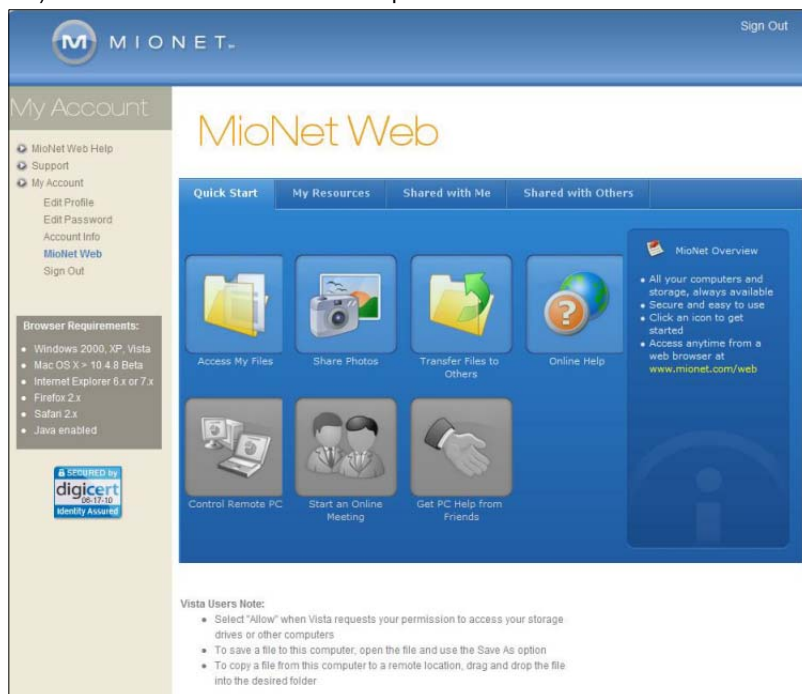 Sign Out
M MIONET
My Account
MioNet Web Help
Support
My Account
Edit Profile
Edit Password
Account Info
MioNet Web
Sign Out
Browser Requirements:
Windows 2000, XP, Vista
Mac OS X > 10.4.8 Beta
Internet Explorer 6.x or 7.x
Firefox 2.x
Safari 2.x
Java enabled
SECURED by
digicert
06-17-10
Identity Assured
MioNet Web
Quick Start My Resources Shared with Me Shared with Others
Access My Files
Share Photos
Transfer Files to
Others
Online Help
Control Remote PC
Start an Online
Meeting
Get PC Help from
Friends
MioNet Overview
• All your computers and
storage, always available
• Secure and easy to use
• Click an icon to get
started
• Access anytime from a
web browser at
www.mionet.com/web
Vista Users Note:
• Select "Allow" when Vista requests your permission to access your storage
drives or other computers
• To save a file to this computer, open the file and use the Save As option
• To copy a file from this computer to a remote location, drag and drop the file
into the desired folder